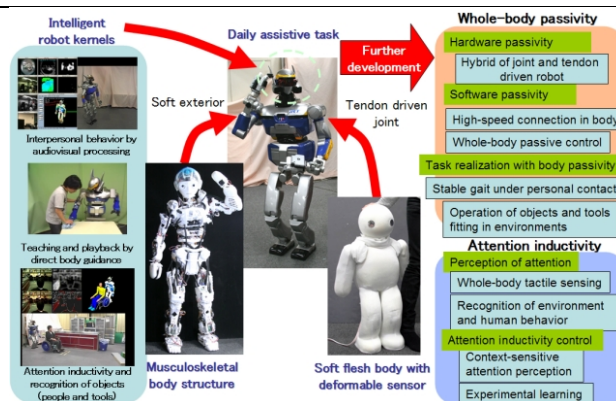 Intelligent
robot kernels
Interpersonal behavior by
audiovisual processing
Teaching and playback by
direct body guidance
Attention inductivity and
recognition of objects
(people and tools)
Daily assistive task
Soft exterior
Tendon driven
joint
Further
development
Musculoskeletal
body structure
Soft flesh body with
deformable sensor
Whole-body passivity
Hardware passivity
Hybrid of joint and tendon
driven robot
Software passivity
High-speed connection in body
Whole-body passive control
Task realization with body passivity
Stable gait under personal contact
Operation of objects and tools
fitting in environments
Attention inductivity
Perception of attention
Whole-body tactile sensing
Recognition of environment
and human behavior
Attention inductivity control
Context-sensitive
attention perception
Experimental learning